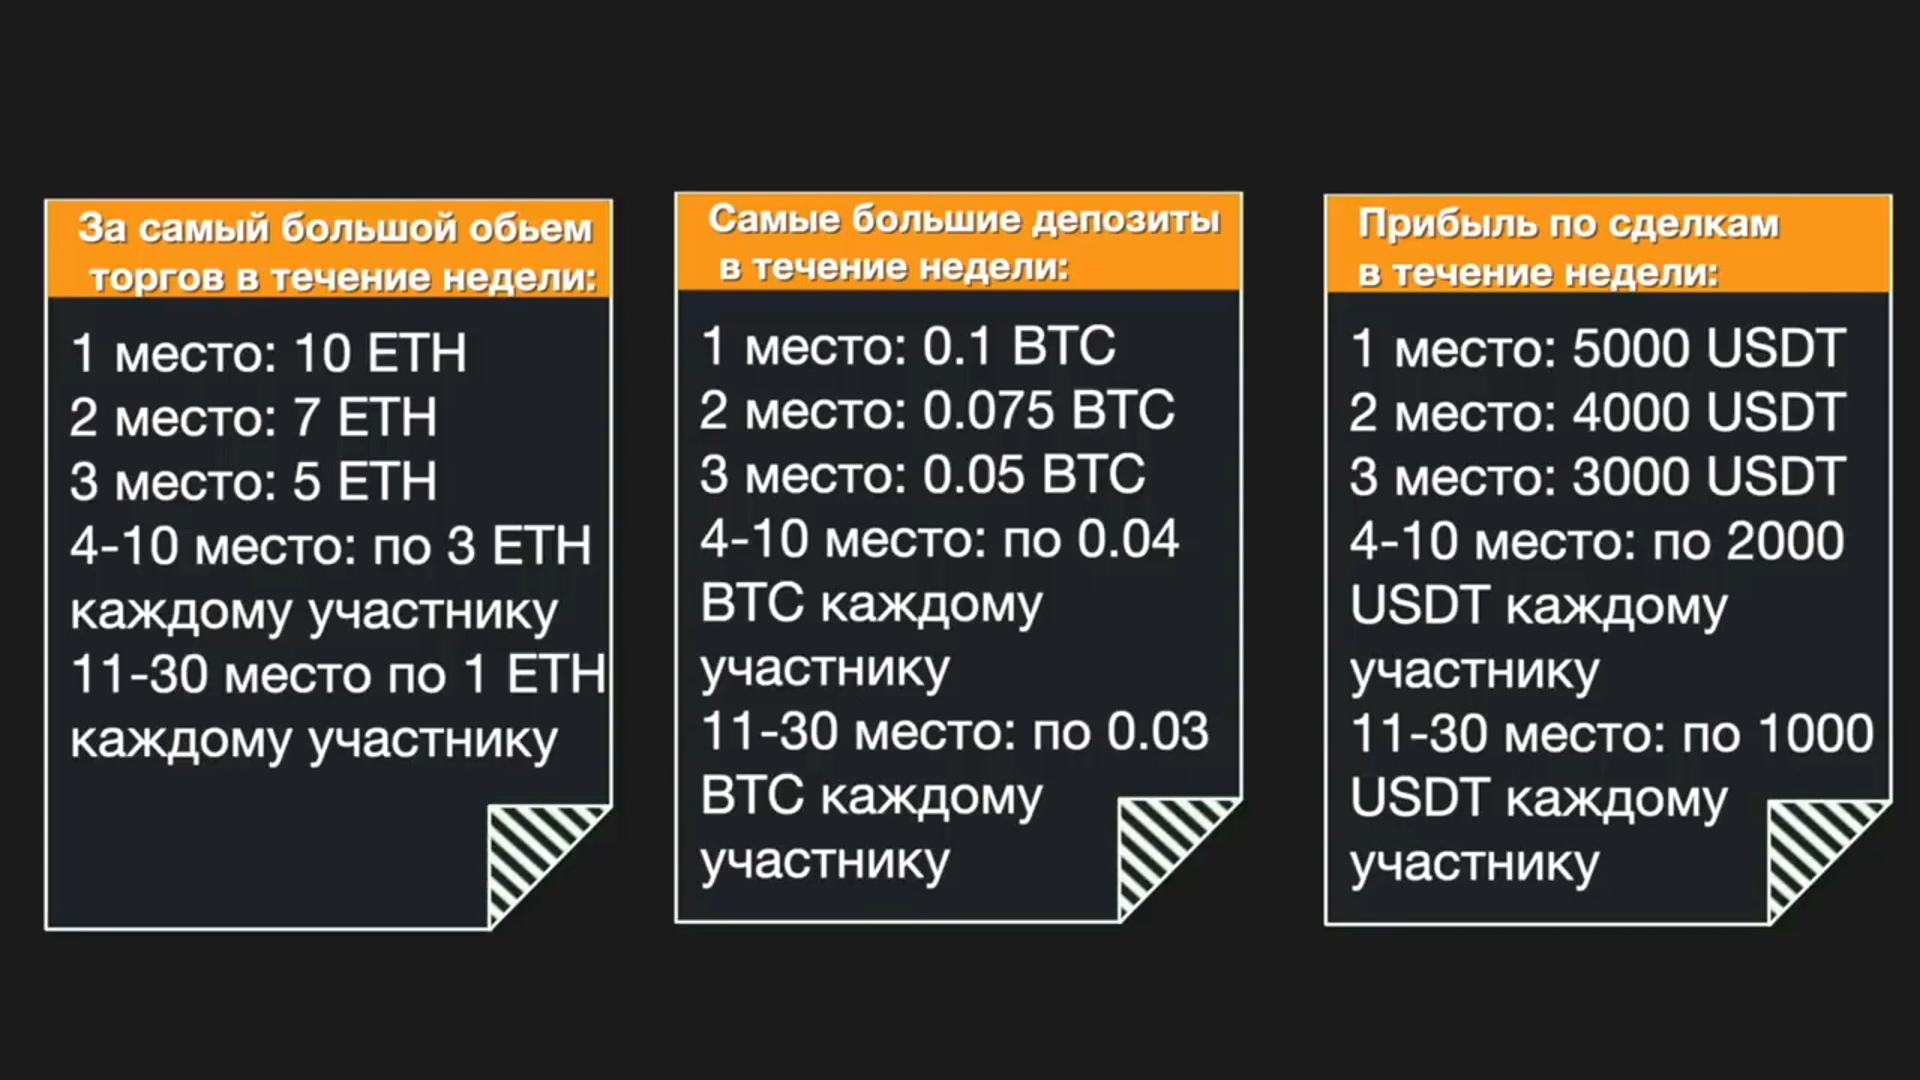 За самый большой обьем
торгов в течение недели:
1 место: 10 ETH
2 место: 7 ETH
3 место: 5 ETH
4-10 место: по 3 ETH
каждому участнику
11-30 место по 1 ETH
каждому участнику
Самые большие депозиты
в течение недели:
1 место: 0.1 BTC
2 место: 0.075 BTC
3 место: 0.05 BTC
4-10 место: по 0.04
BTC каждому
участнику
11-30 место: по 0.03
BTC каждому
участнику
Прибыль по сделкам
в течение недели:
1 место: 5000 USDT
2 место: 4000 USDT
3 место: 3000 USDT
4-10 место: по 2000
USDT каждому
участнику
11-30 место: по 1000
USDT каждому
участнику